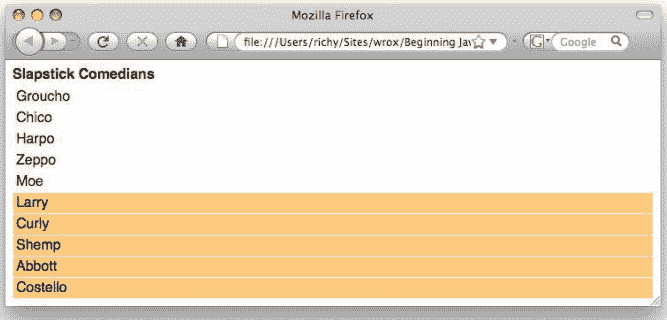 Mozilla Firefox
file:///Users/richy/Sites/wrox/Beginning Jav
G Google
Slapstick Comedians
Groucho
Chico
Harpo
Zeppo
Moe
Larry
Curly
Shemp
Abbott
Costello